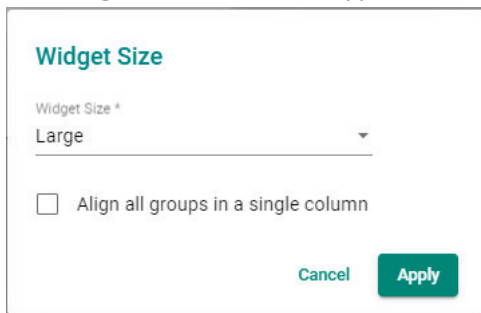 Widget Size
Widget Size *
Large
Align all groups in a single column
Cancel Apply